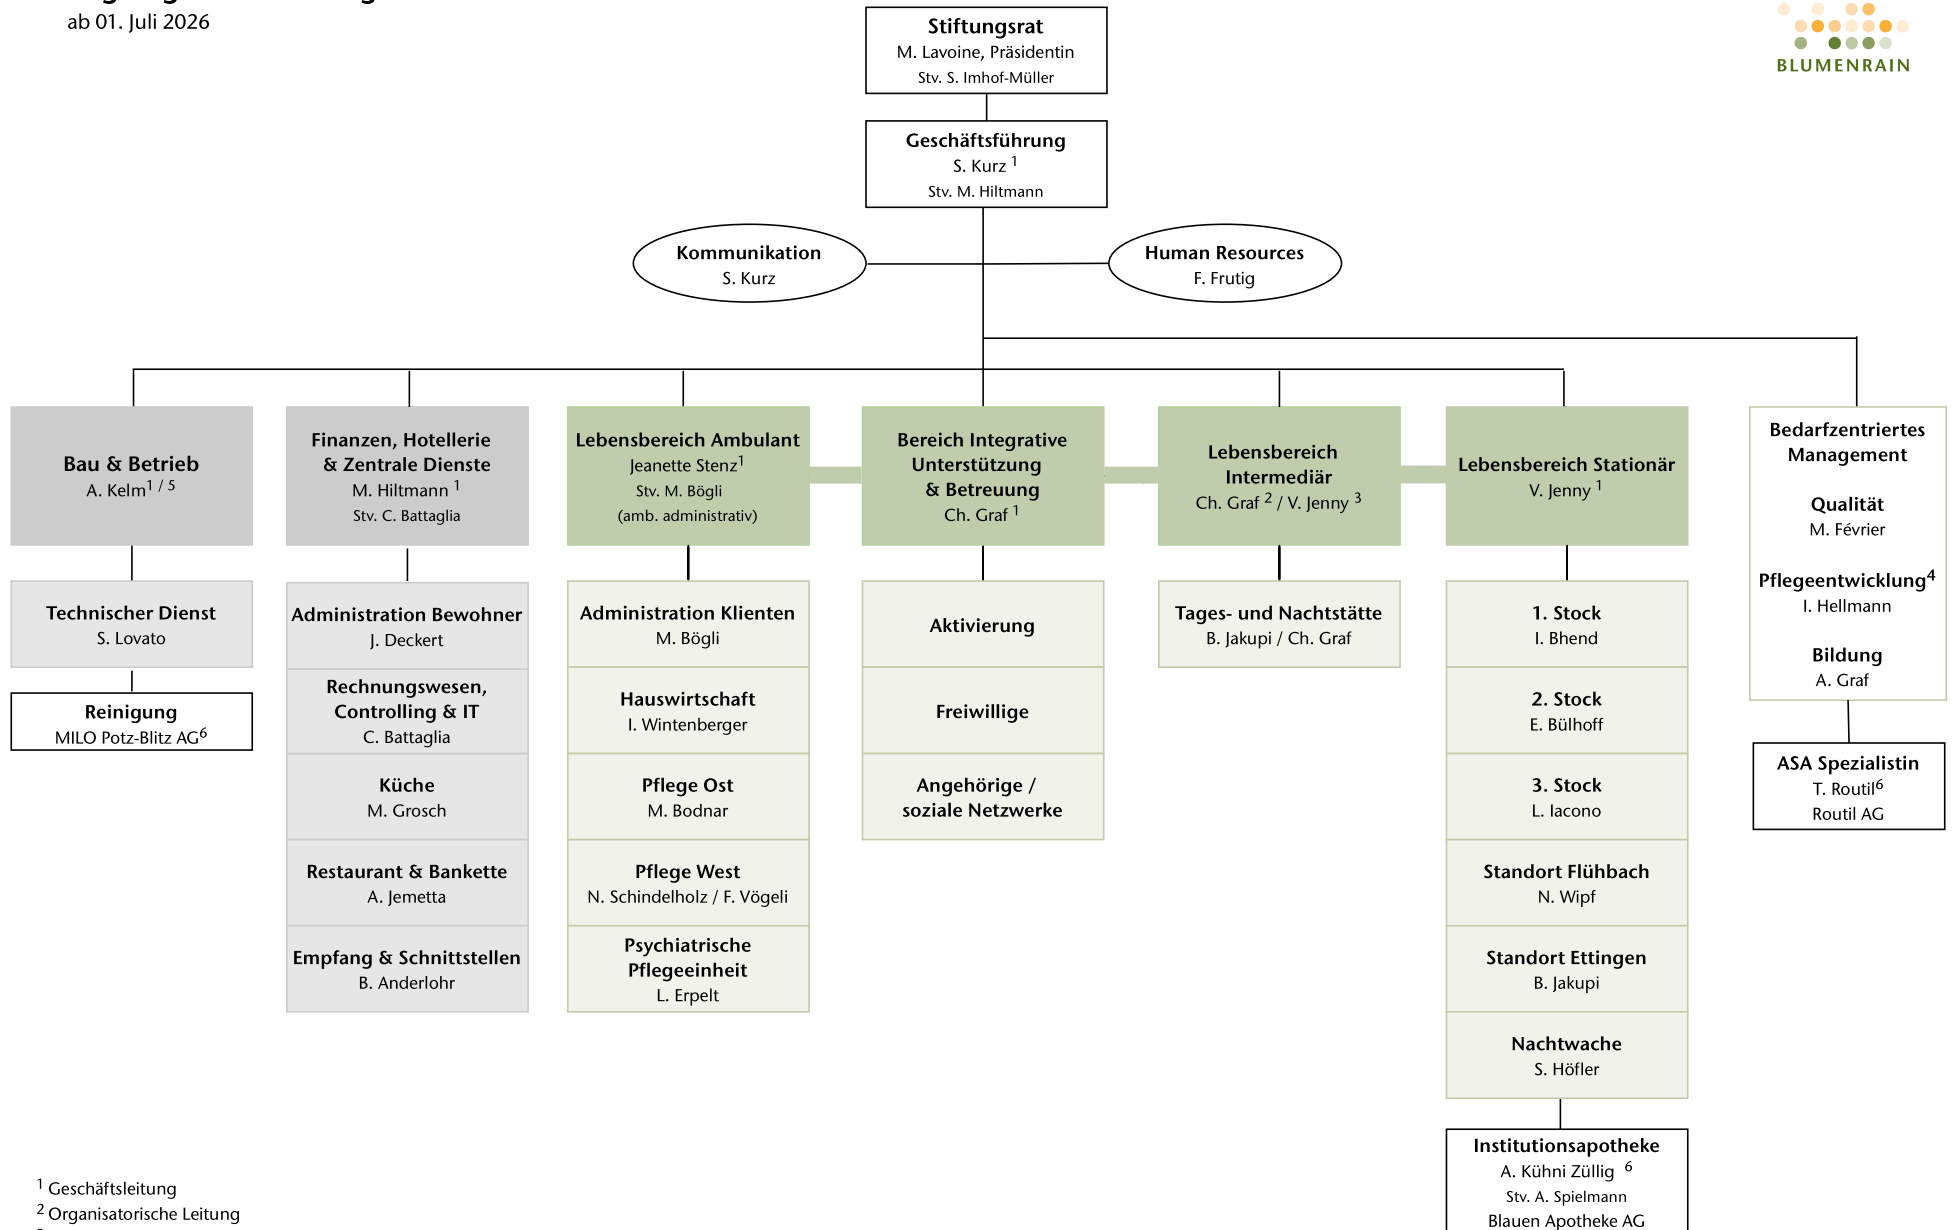 ab 01. Juli 2026
BLUMENRAIN
Stiftungsrat
M. Lavoine, Präsidentin
Stv. S. Imhof-Müller
Geschäftsführung
S. Kurz 1
Stv. M. Hiltmann
Kommunikation
S. Kurz
Human Resources
F. Frutig
Bau & Betrieb
A. Kelm1 / 5
Technischer Dienst
S. Lovato
Reinigung
MILO Potz-Blitz AG6
Finanzen, Hotellerie
& Zentrale Dienste
M. Hiltmann 1
Stv. C. Battaglia
Administration Bewohner
J. Deckert
Rechnungswesen,
Controlling & IT
C. Battaglia
Küche
M. Grosch
Restaurant & Bankette
A. Jemetta
Empfang & Schnittstellen
B. Anderlohr
Lebensbereich Ambulant
Jeanette Stenz1
Stv. M. Bögli
(amb. administrativ)
Administration Klienten
M. Bögli
Hauswirtschaft
I. Wintenberger
Pflege Ost
M. Bodnar
Pflege West
N. Schindelholz / F. Vögeli
Psychiatrische
Pflegeeinheit
L. Erpelt
Bereich Integrative
Unterstützung
& Betreuung
Ch. Graf 1
Aktivierung
Freiwillige
Angehörige /
soziale Netzwerke
Lebensbereich
Intermediär
Ch. Graf 2 / V. Jenny 3
Tages- und Nachtstätte
B. Jakupi / Ch. Graf
Lebensbereich Stationär
V. Jenny 1
1. Stock
I. Bhend
2. Stock
E. Bülhoff
3. Stock
L. Iacono
Standort Flühbach
N. Wipf
Standort Ettingen
B. Jakupi
Nachtwache
S. Höfler
Institutionsapotheke
A. Kühni Züllig 6
Stv. A. Spielmann
Blauen Apotheke AG
Bedarfzentriertes
Management
Qualität
M. Février
Pflegeentwicklung4
I. Hellmann
Bildung
A. Graf
ASA Spezialistin
T. Routil6
Routil AG
1 Geschäftsleitung
2 Organisatorische Leitung